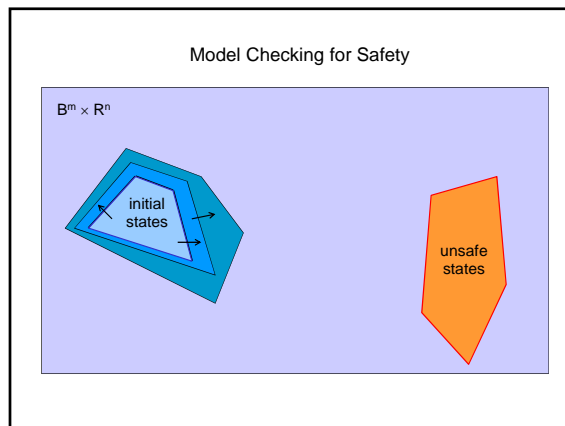 Model Checking for Safety
Bᵐ × Rⁿ
initial
states
unsafe
states